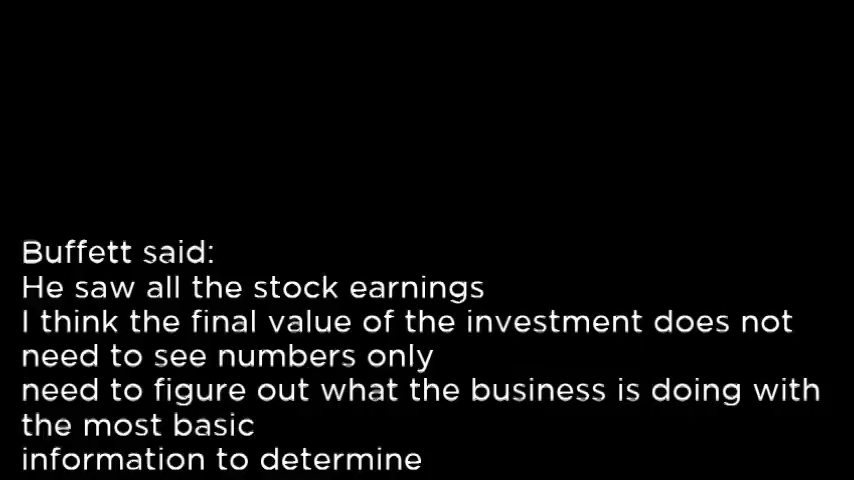 Buffett said:
He saw all the stock earnings
I think the final value of the investment does not
need to see numbers only
need to figure out what the business is doing with
the most basic
information to determine